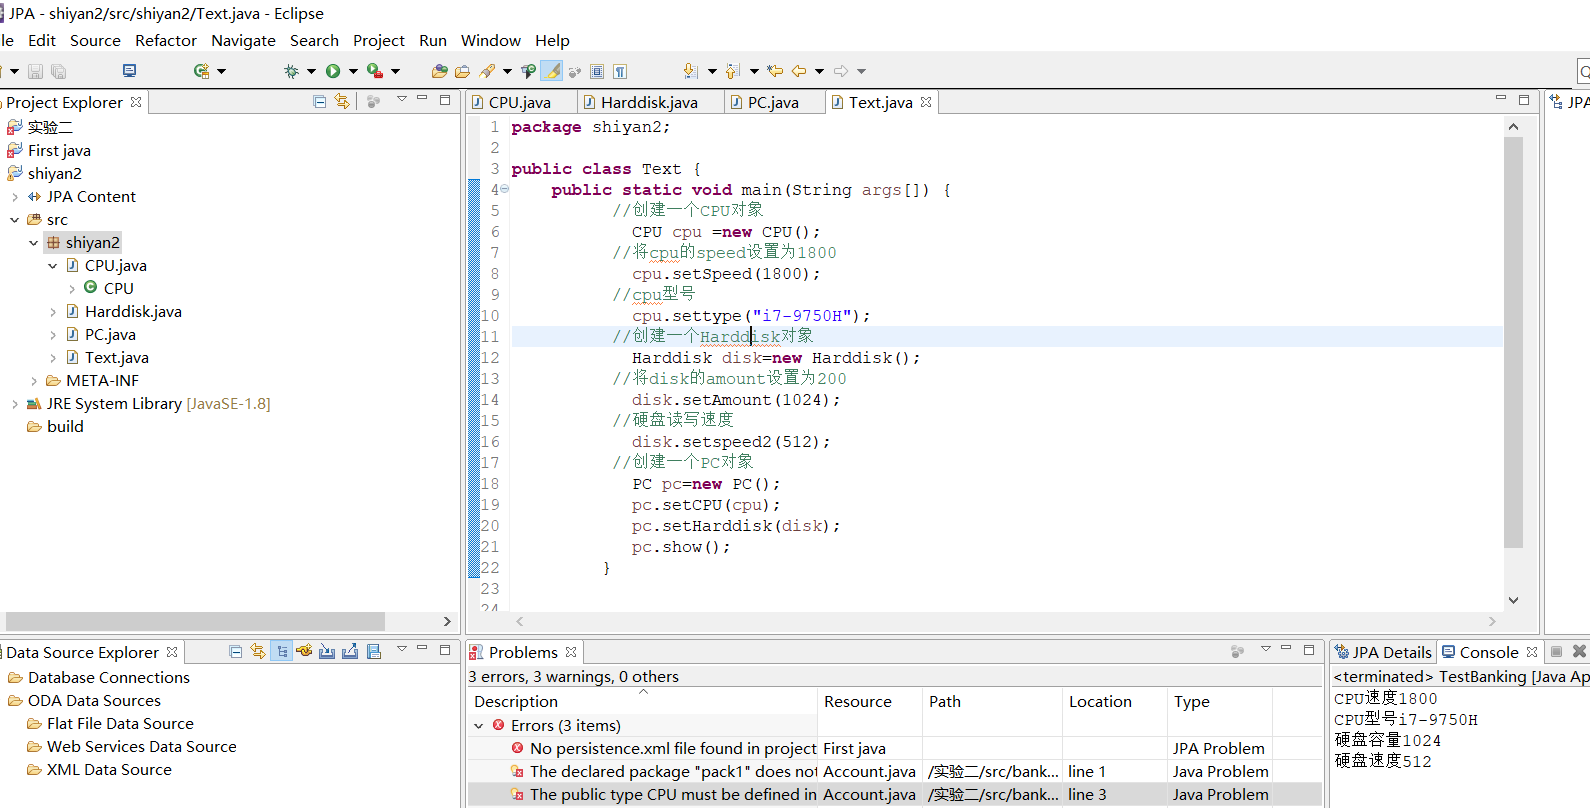 JPA - shiyan2/src/shiyan2/Text.java - Eclipse
le Edit Source Refactor Navigate Search Project Run Window Help
Project Explorer
实验二
First java
shiyan2
JPA Content
src
shiyan2
CPU.java
CPU
Harddisk.java
PC.java
Text.java
META-INF
JRE System Library [JavaSE-1.8]
build
CPU.java Harddisk.java PC.java Text.java
1 package shiyan2;
2
3 public class Text {
4 public static void main(String args[]) {
5 //创建一个CPU对象
6 CPU cpu =new CPU();
7 //将cpu的speed设置为1800
8 cpu.setSpeed(1800);
9 //cpu型号
10 cpu.settype("i7-9750H");
11 //创建一个Harddisk对象
12 Harddisk disk=new Harddisk();
13 //将disk的amount设置为200
14 disk.setAmount(1024);
15 //硬盘读写速度
16 disk.setspeed2(512);
17 //创建一个PC对象
18 PC pc=new PC();
19 pc.setCPU(cpu);
20 pc.setHarddisk(disk);
21 pc.show();
22 }
23
24
JPA
Data Source Explorer
Database Connections
ODA Data Sources
Flat File Data Source
Web Services Data Source
XML Data Source
Problems
3 errors, 3 warnings, 0 others
Description Resource Path Location Type
Errors (3 items)
No persistence.xml file found in project First java JPA Problem
The declared package "pack1" does not Account.java /实验二/src/bank... line 1 Java Problem
The public type CPU must be defined in Account.java /实验二/src/bank... line 3 Java Problem
JPA Details Console
<terminated> TestBanking [Java Ap
CPU速度1800
CPU型号i7-9750H
硬盘容量1024
硬盘速度512